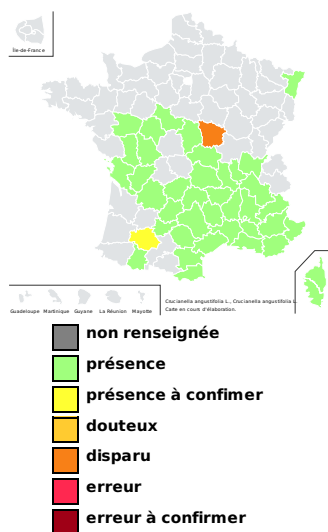 Île-de-France
Guadeloupe Martinique Guyane La Réunion Mayotte
Crucianella angustifolia L., Crucianella angustifolia L.
Carte en cours d'élaboration.
non renseignée
présence
présence à confimer
douteux
disparu
erreur
erreur à confirmer